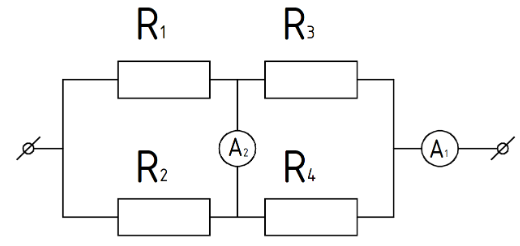 R₁ R₃
A₂ A₁
R₂ R₄